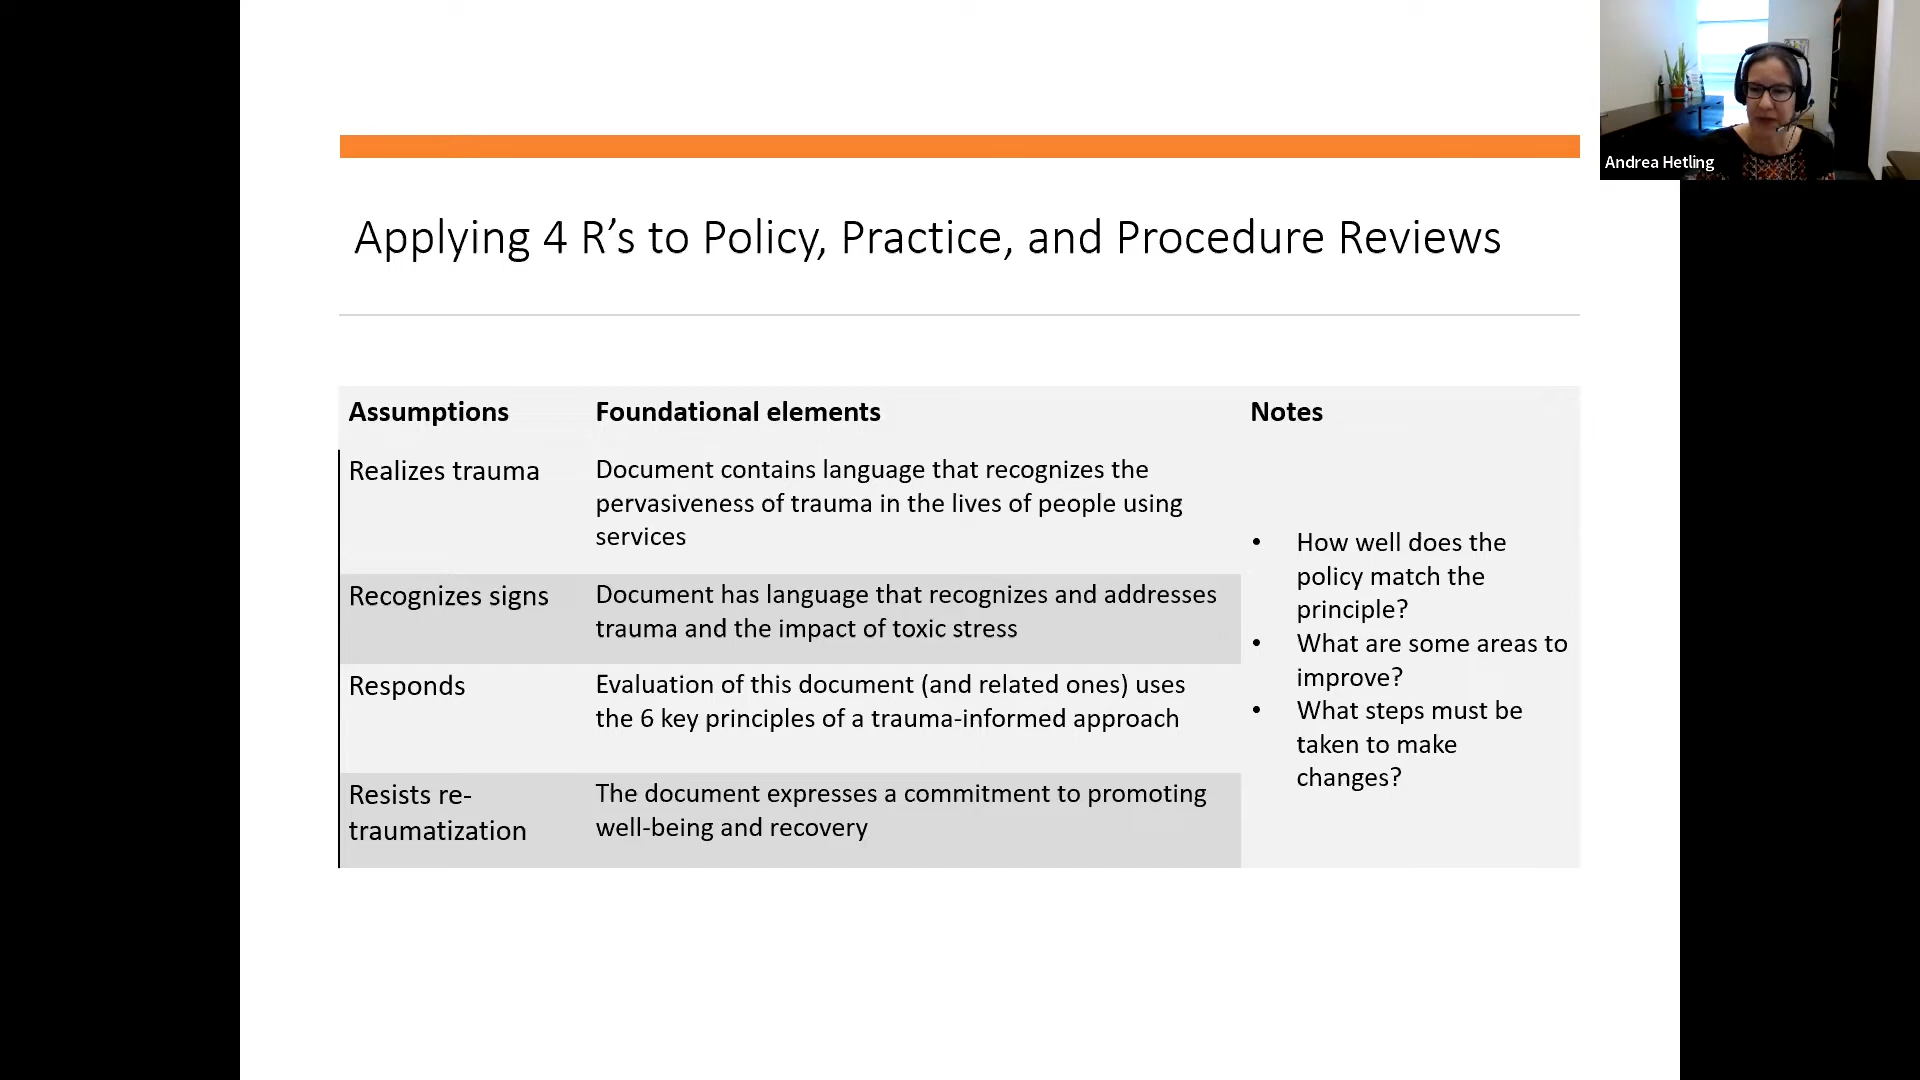 Andrea Hetling
Applying 4 R’s to Policy, Practice, and Procedure Reviews
Assumptions
Foundational elements
Notes
Realizes trauma
Document contains language that recognizes the
pervasiveness of trauma in the lives of people using
services
Recognizes signs
Document has language that recognizes and addresses
trauma and the impact of toxic stress
Responds
Evaluation of this document (and related ones) uses
the 6 key principles of a trauma-informed approach
Resists re-
traumatization
The document expresses a commitment to promoting
well-being and recovery
• How well does the
policy match the
principle?
• What are some areas to
improve?
• What steps must be
taken to make
changes?